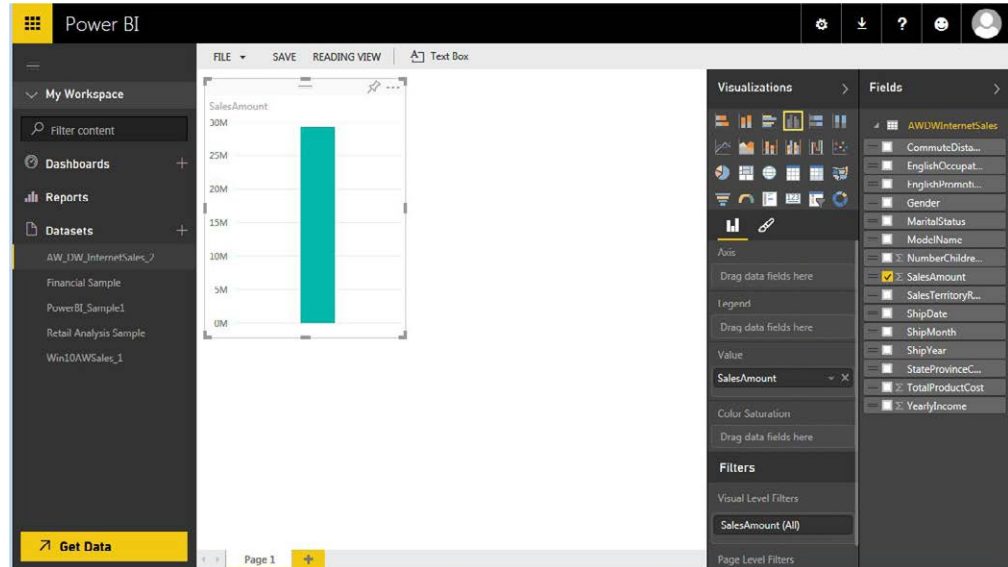 Power BI
?
FILE SAVE READING VIEW Text Box
My Workspace
Filter content
Dashboards +
Reports
Datasets +
AW_DW_InternetSales_2
Financial Sample
PowerBI_Sample1
Retail Analysis Sample
Win10AWSales_1
Get Data
SalesAmount
30M
25M
20M
15M
10M
5M
0M
Page 1 +
Visualizations >
123
Axis
Drag data fields here
Legend
Drag data fields here
Value
SalesAmount
Color Saturation
Drag data fields here
Filters
Visual Level Filters
SalesAmount (All)
Page Level Filters
Fields >
AWDWInternetSales
CommuteDista...
EnglishOccupat...
EnglishPromoti...
Gender
MaritalStatus
ModelName
Σ NumberChildre...
Σ SalesAmount
SalesTerritoryR...
ShipDate
ShipMonth
ShipYear
StateProvinceC...
Σ TotalProductCost
Σ YearlyIncome